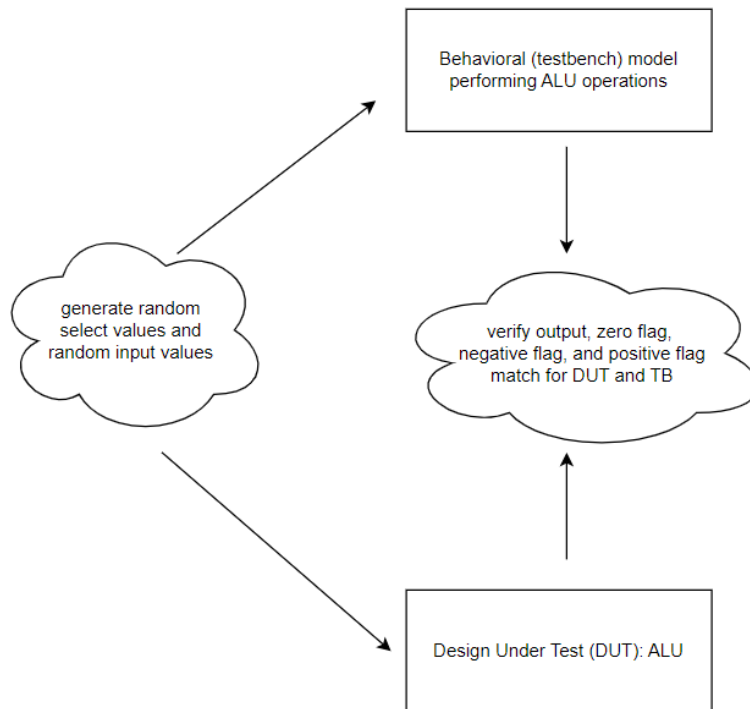 Behavioral (testbench) model
performing ALU operations
generate random
select values and
random input values
verify output, zero flag,
negative flag, and positive flag
match for DUT and TB
Design Under Test (DUT): ALU